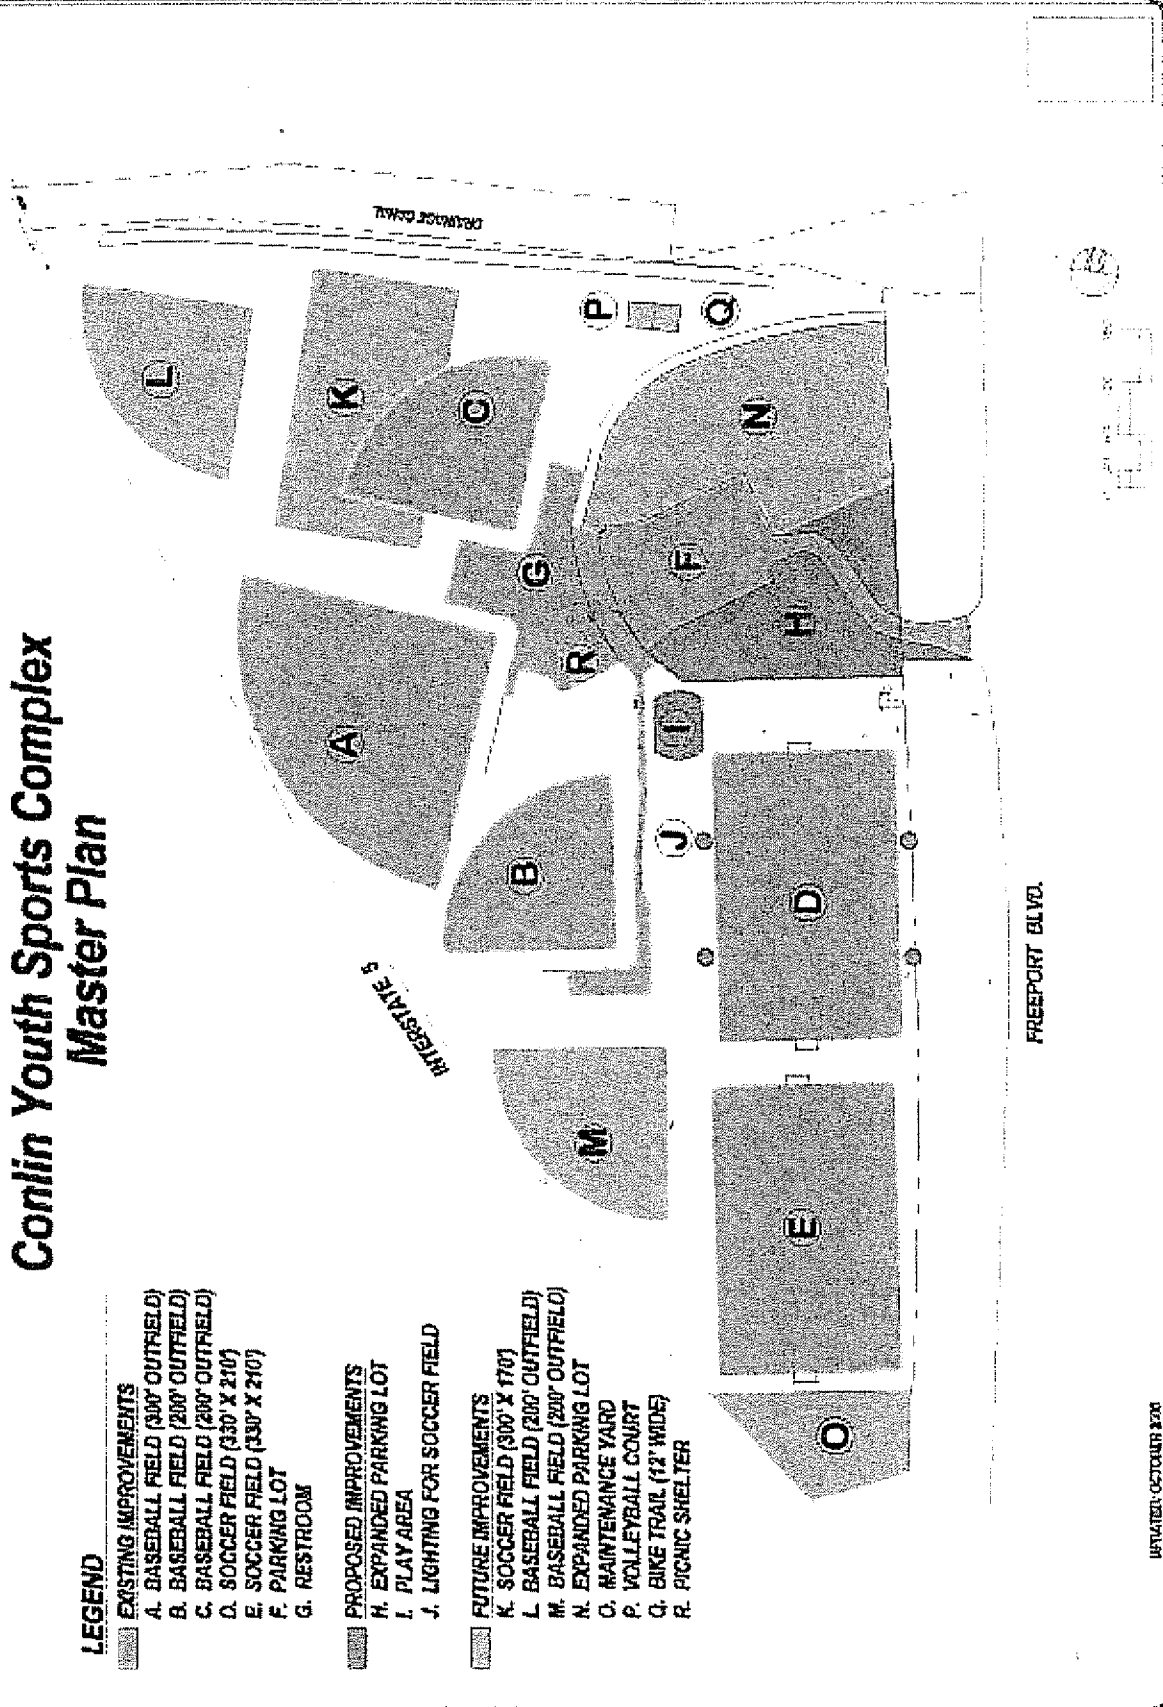 Conlin Youth Sports Complex
Master Plan
LEGEND
EXISTING IMPROVEMENTS
A. BASEBALL FIELD (300' OUTFIELD)
B. BASEBALL FIELD (200' OUTFIELD)
C. BASEBALL FIELD (200' OUTFIELD)
D. SOCCER FIELD (330' X 210')
E. SOCCER FIELD (330' X 210')
F. PARKING LOT
G. RESTROOM
PROPOSED IMPROVEMENTS
H. EXPANDED PARKING LOT
I. PLAY AREA
J. LIGHTING FOR SOCCER FIELD
FUTURE IMPROVEMENTS
K. SOCCER FIELD (300' X 170')
L. BASEBALL FIELD (200' OUTFIELD)
M. BASEBALL FIELD (200' OUTFIELD)
N. EXPANDED PARKING LOT
O. MAINTENANCE YARD
P. VOLLEYBALL COURT
Q. BIKE TRAIL (12' WIDE)
R. PICNIC SHELTER
INTERSTATE 5
DRAINAGE CANAL
L
K
C
A
G
R
B
M
P
Q
N
F
H
I
J
D
E
O
FREEPORT BLVD.
UPDATED: OCTOBER